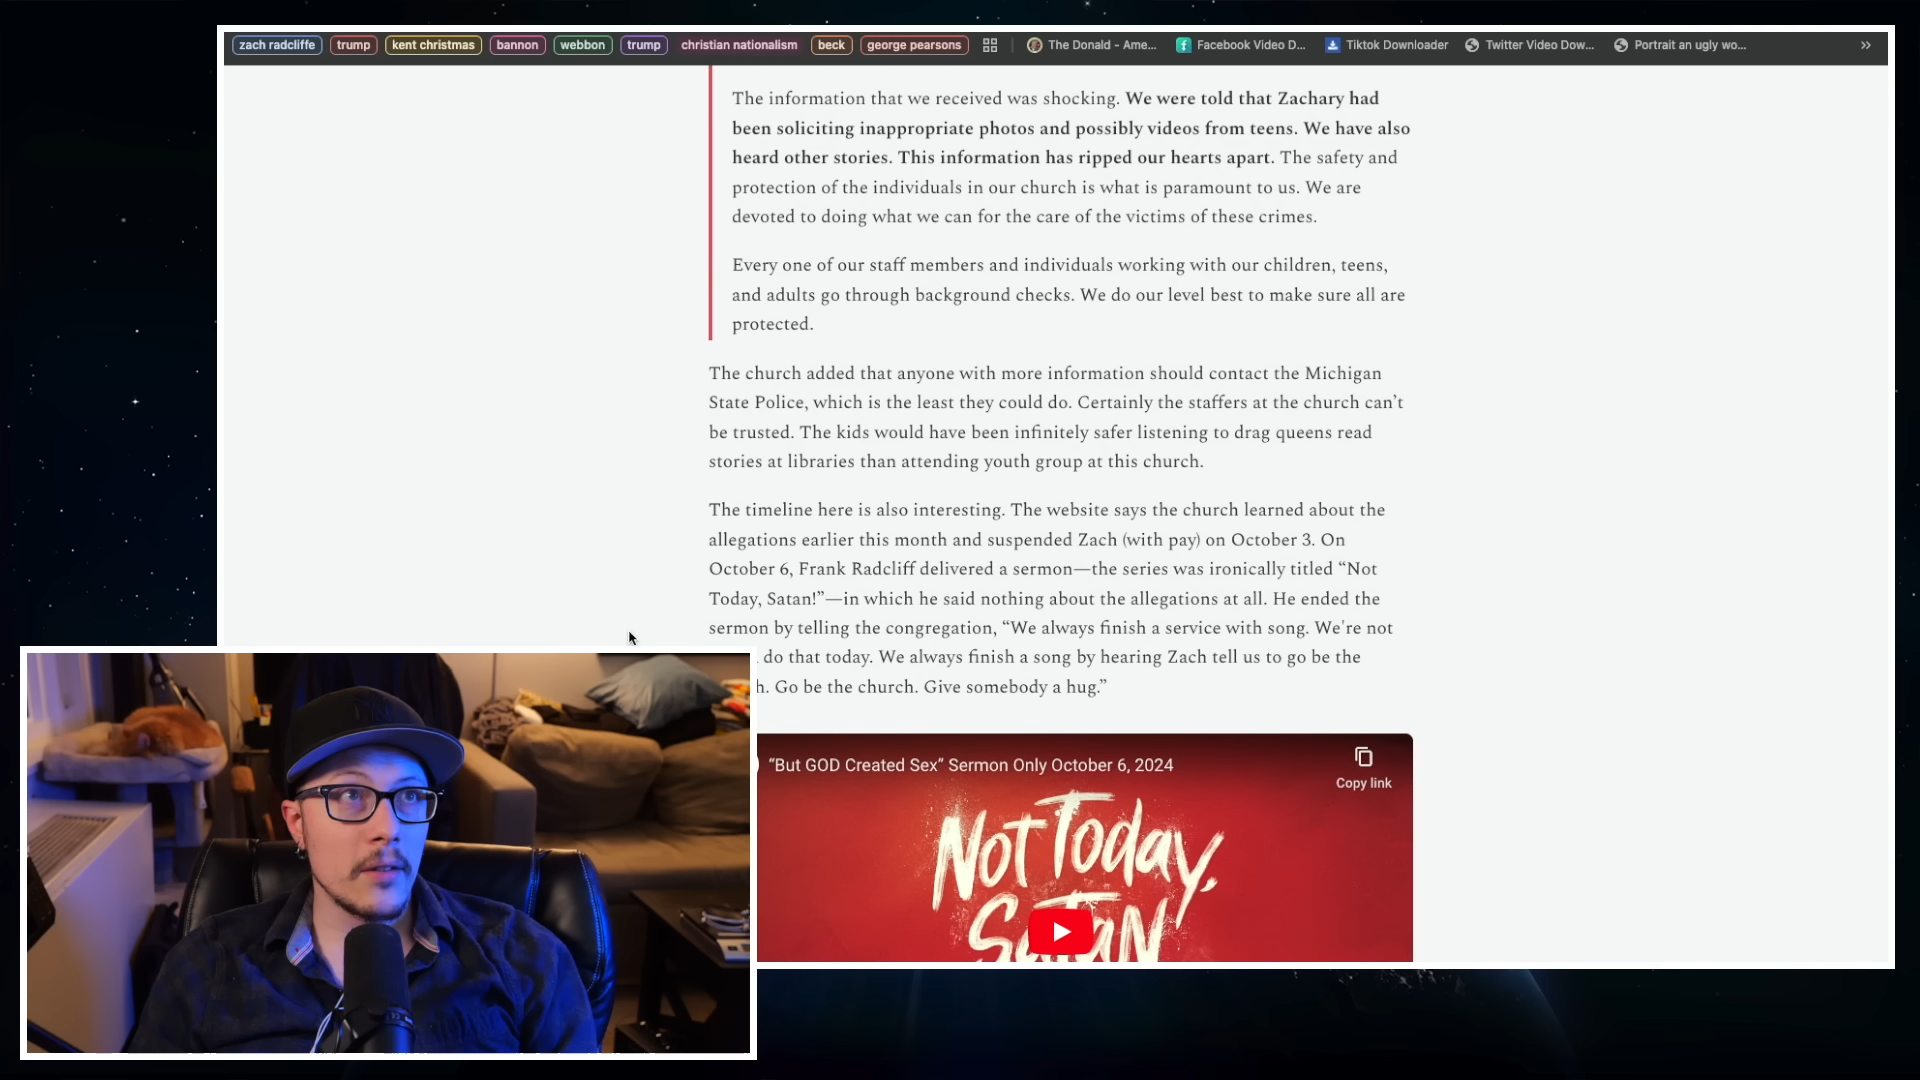 zach radcliffe trump kent christmas bannon webbon trump christian nationalism beck george pearsons The Donald - Ame... Facebook Video D... Tiktok Downloader Twitter Video Dow... Portrait an ugly wo... »
The information that we received was shocking. We were told that Zachary had
been soliciting inappropriate photos and possibly videos from teens. We have also
heard other stories. This information has ripped our hearts apart. The safety and
protection of the individuals in our church is what is paramount to us. We are
devoted to doing what we can for the care of the victims of these crimes.
Every one of our staff members and individuals working with our children, teens,
and adults go through background checks. We do our level best to make sure all are
protected.
The church added that anyone with more information should contact the Michigan
State Police, which is the least they could do. Certainly the staffers at the church can’t
be trusted. The kids would have been infinitely safer listening to drag queens read
stories at libraries than attending youth group at this church.
The timeline here is also interesting. The website says the church learned about the
allegations earlier this month and suspended Zach (with pay) on October 3. On
October 6, Frank Radcliff delivered a sermon—the series was ironically titled “Not
Today, Satan!”—in which he said nothing about the allegations at all. He ended the
sermon by telling the congregation, “We always finish a service with song. We're not
do that today. We always finish a song by hearing Zach tell us to go be the
h. Go be the church. Give somebody a hug.”
"But GOD Created Sex" Sermon Only October 6, 2024
Copy link
Not Today,
Satan